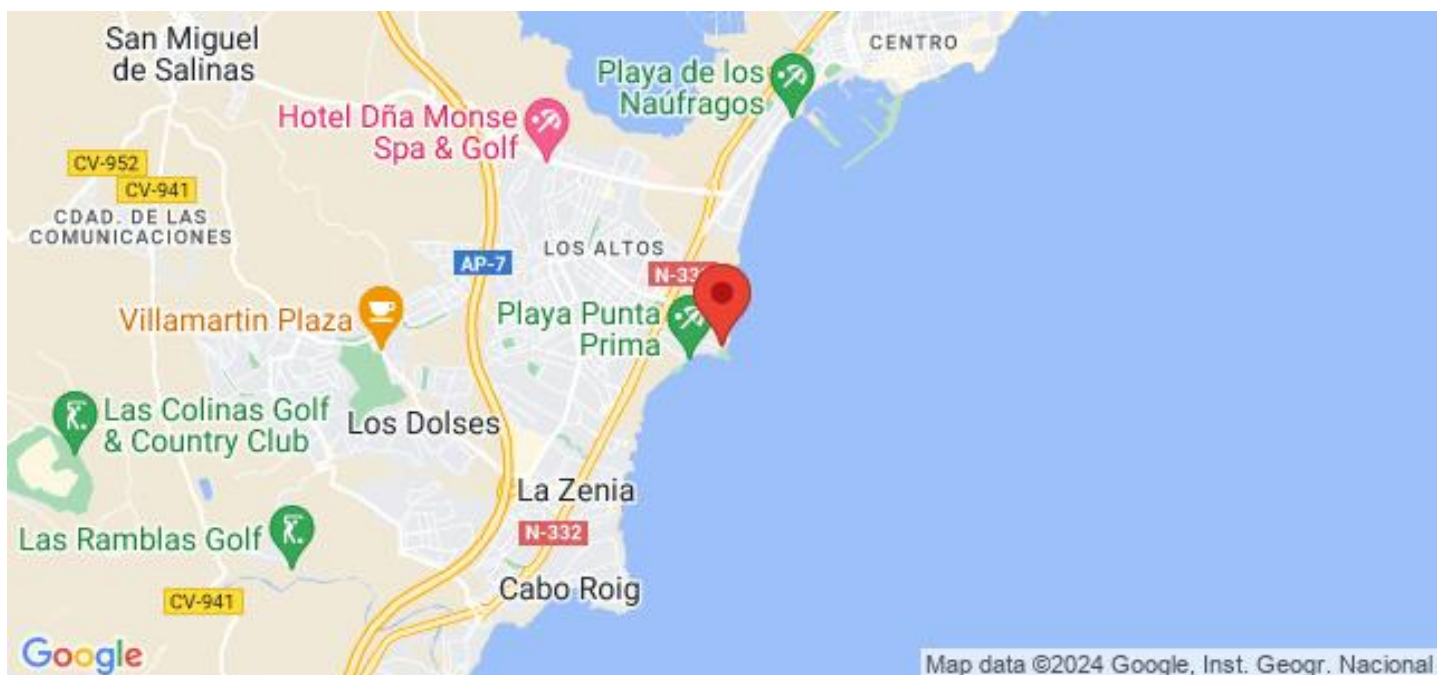 San Miguel
de Salinas
CENTRO
Playa de los
Naúfragos
Hotel Dña Monse
Spa & Golf
CV-952
CV-941
CDAD. DE LAS
COMUNICACIONES
LOS ALTOS
AP-7
N-33
Villamartin Plaza
Playa Punta
Prima
Las Colinas Golf
& Country Club
Los Dolses
La Zenia
N-332
Las Ramblas Golf
Cabo Roig
CV-941
Google
Map data ©2024 Google, Inst. Geogr. Nacional